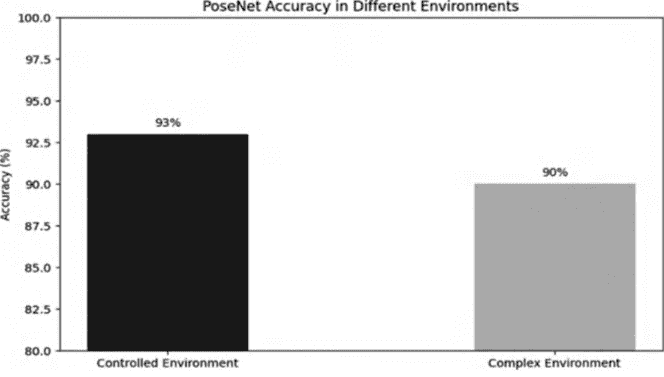 PoseNet Accuracy in Different Environments
100.0
97.5
95.0
92.5
90.0
87.5
85.0
82.5
80.0
Accuracy (%)
93%
90%
Controlled Environment
Complex Environment